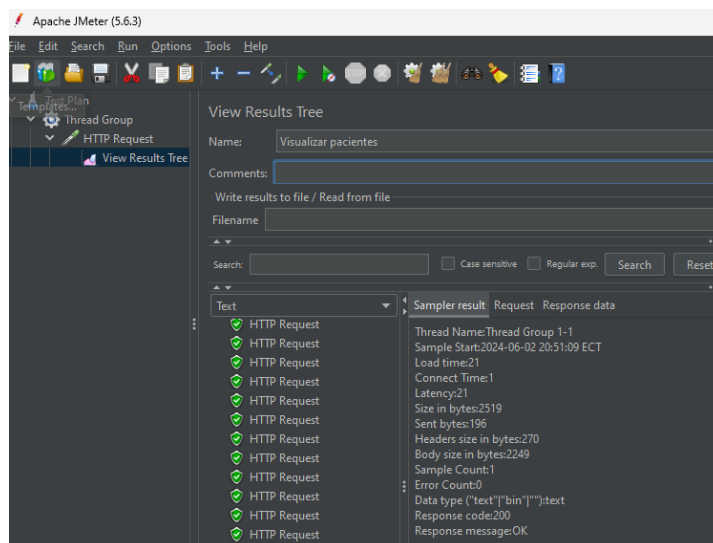 Apache JMeter (5.6.3)
File Edit Search Run Options Tools Help
Test Plan
Templates...
Thread Group
HTTP Request
View Results Tree
View Results Tree
Name: Visualizar pacientes
Comments:
Write results to file / Read from file
Filename
Search: Case sensitive Regular exp. Search Reset
Text
Sampler result Request Response data
HTTP Request
HTTP Request
HTTP Request
HTTP Request
HTTP Request
HTTP Request
HTTP Request
HTTP Request
HTTP Request
HTTP Request
HTTP Request
HTTP Request
Thread Name:Thread Group 1-1
Sample Start:2024-06-02 20:51:09 ECT
Load time:21
Connect Time:1
Latency:21
Size in bytes:2519
Sent bytes:196
Headers size in bytes:270
Body size in bytes:2249
Sample Count:1
Error Count:0
Data type ("text"|"bin"|""):text
Response code:200
Response message:OK